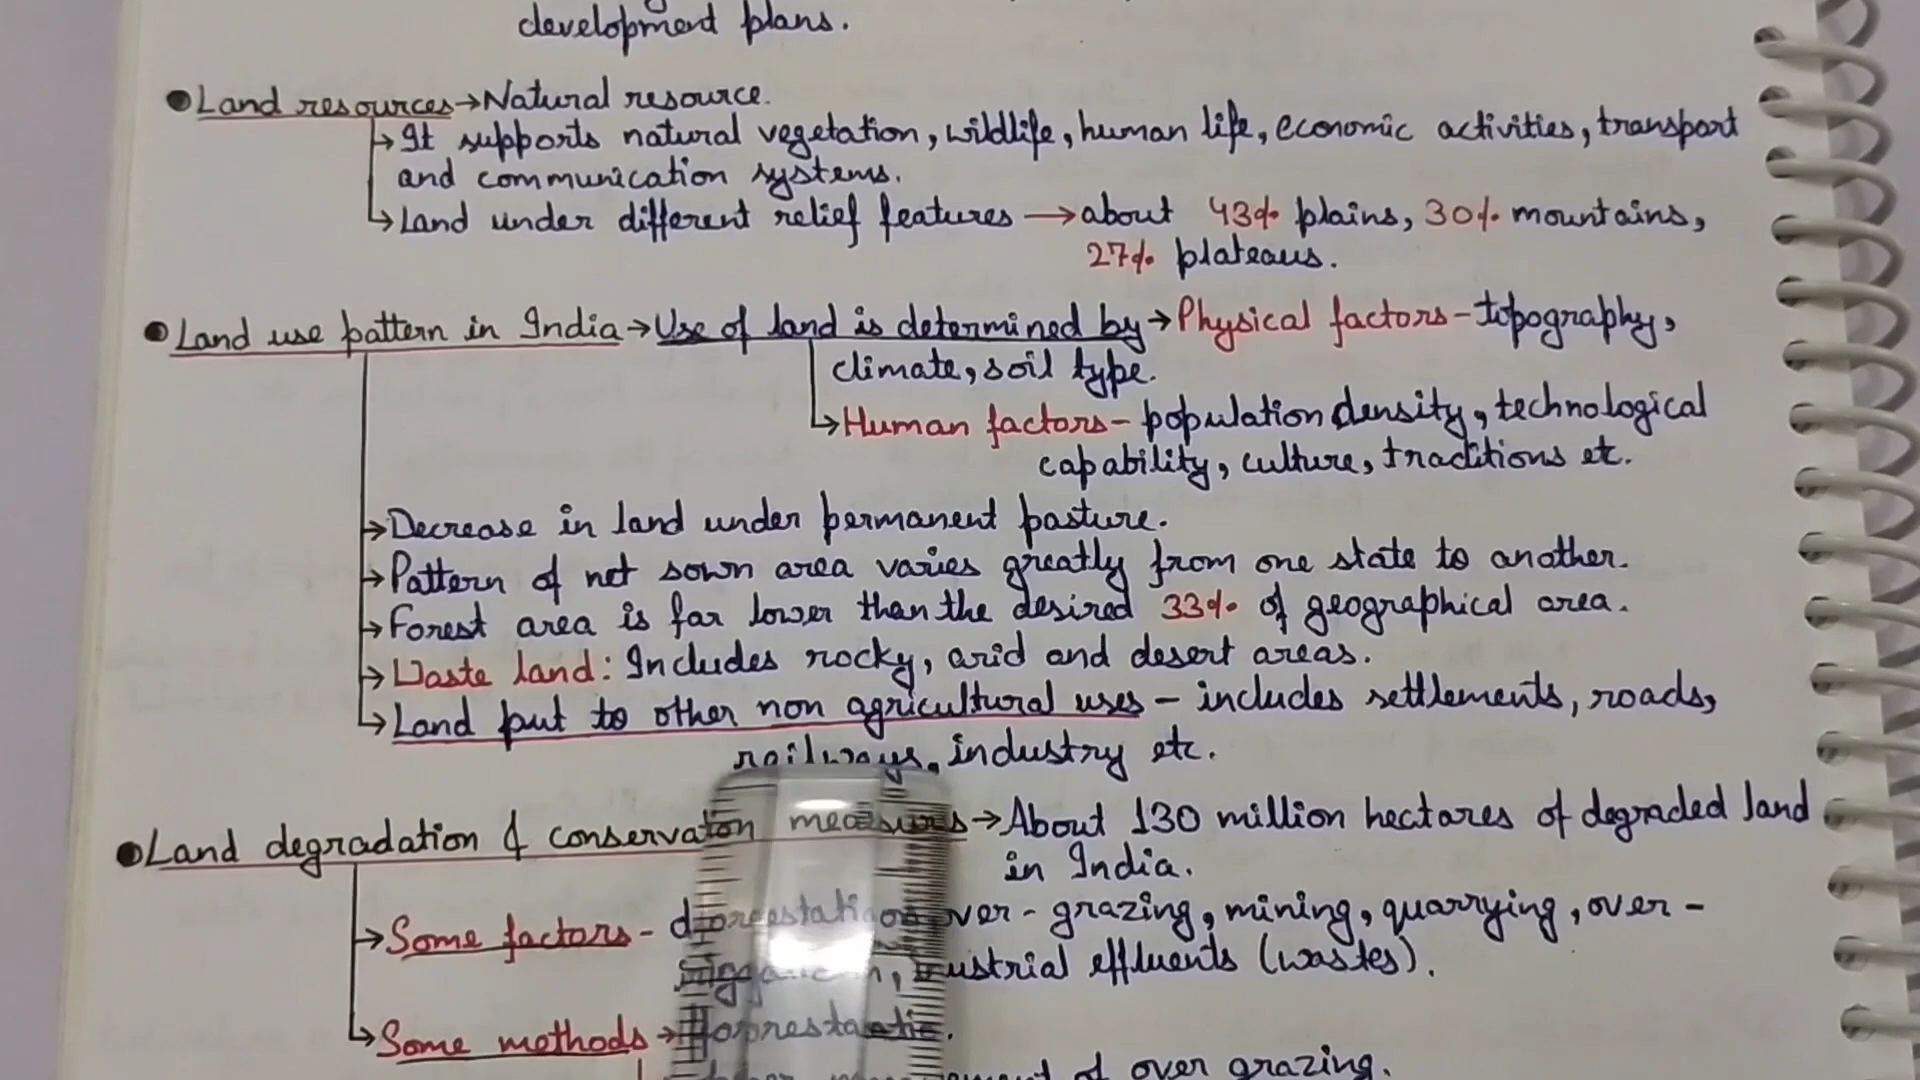 development plans.
●Land resources→Natural resource.
→It supports natural vegetation, wildlife, human life, economic activities, transport
and communication systems.
→Land under different relief features → about 43% plains, 30% mountains,
27% plateaus.
●Land use pattern in India→Use of land is determined by→Physical factors-topography,
climate, soil type.
→Human factors- population density, technological
capability, culture, traditions etc.
→Decrease in land under permanent pasture.
→Pattern of net sown area varies greatly from one state to another.
→Forest area is far lower than the desired 33% of geographical area.
→Waste land: Includes rocky, arid and desert areas.
→Land put to other non agricultural uses - includes settlements, roads,
railways, industry etc.
●Land degradation & conservaton measures→About 130 million hectares of degraded land
in India.
→Some factors- over-grazing, mining, quarrying, over-
effluents (wastes).
→Some methods→
of over grazing.